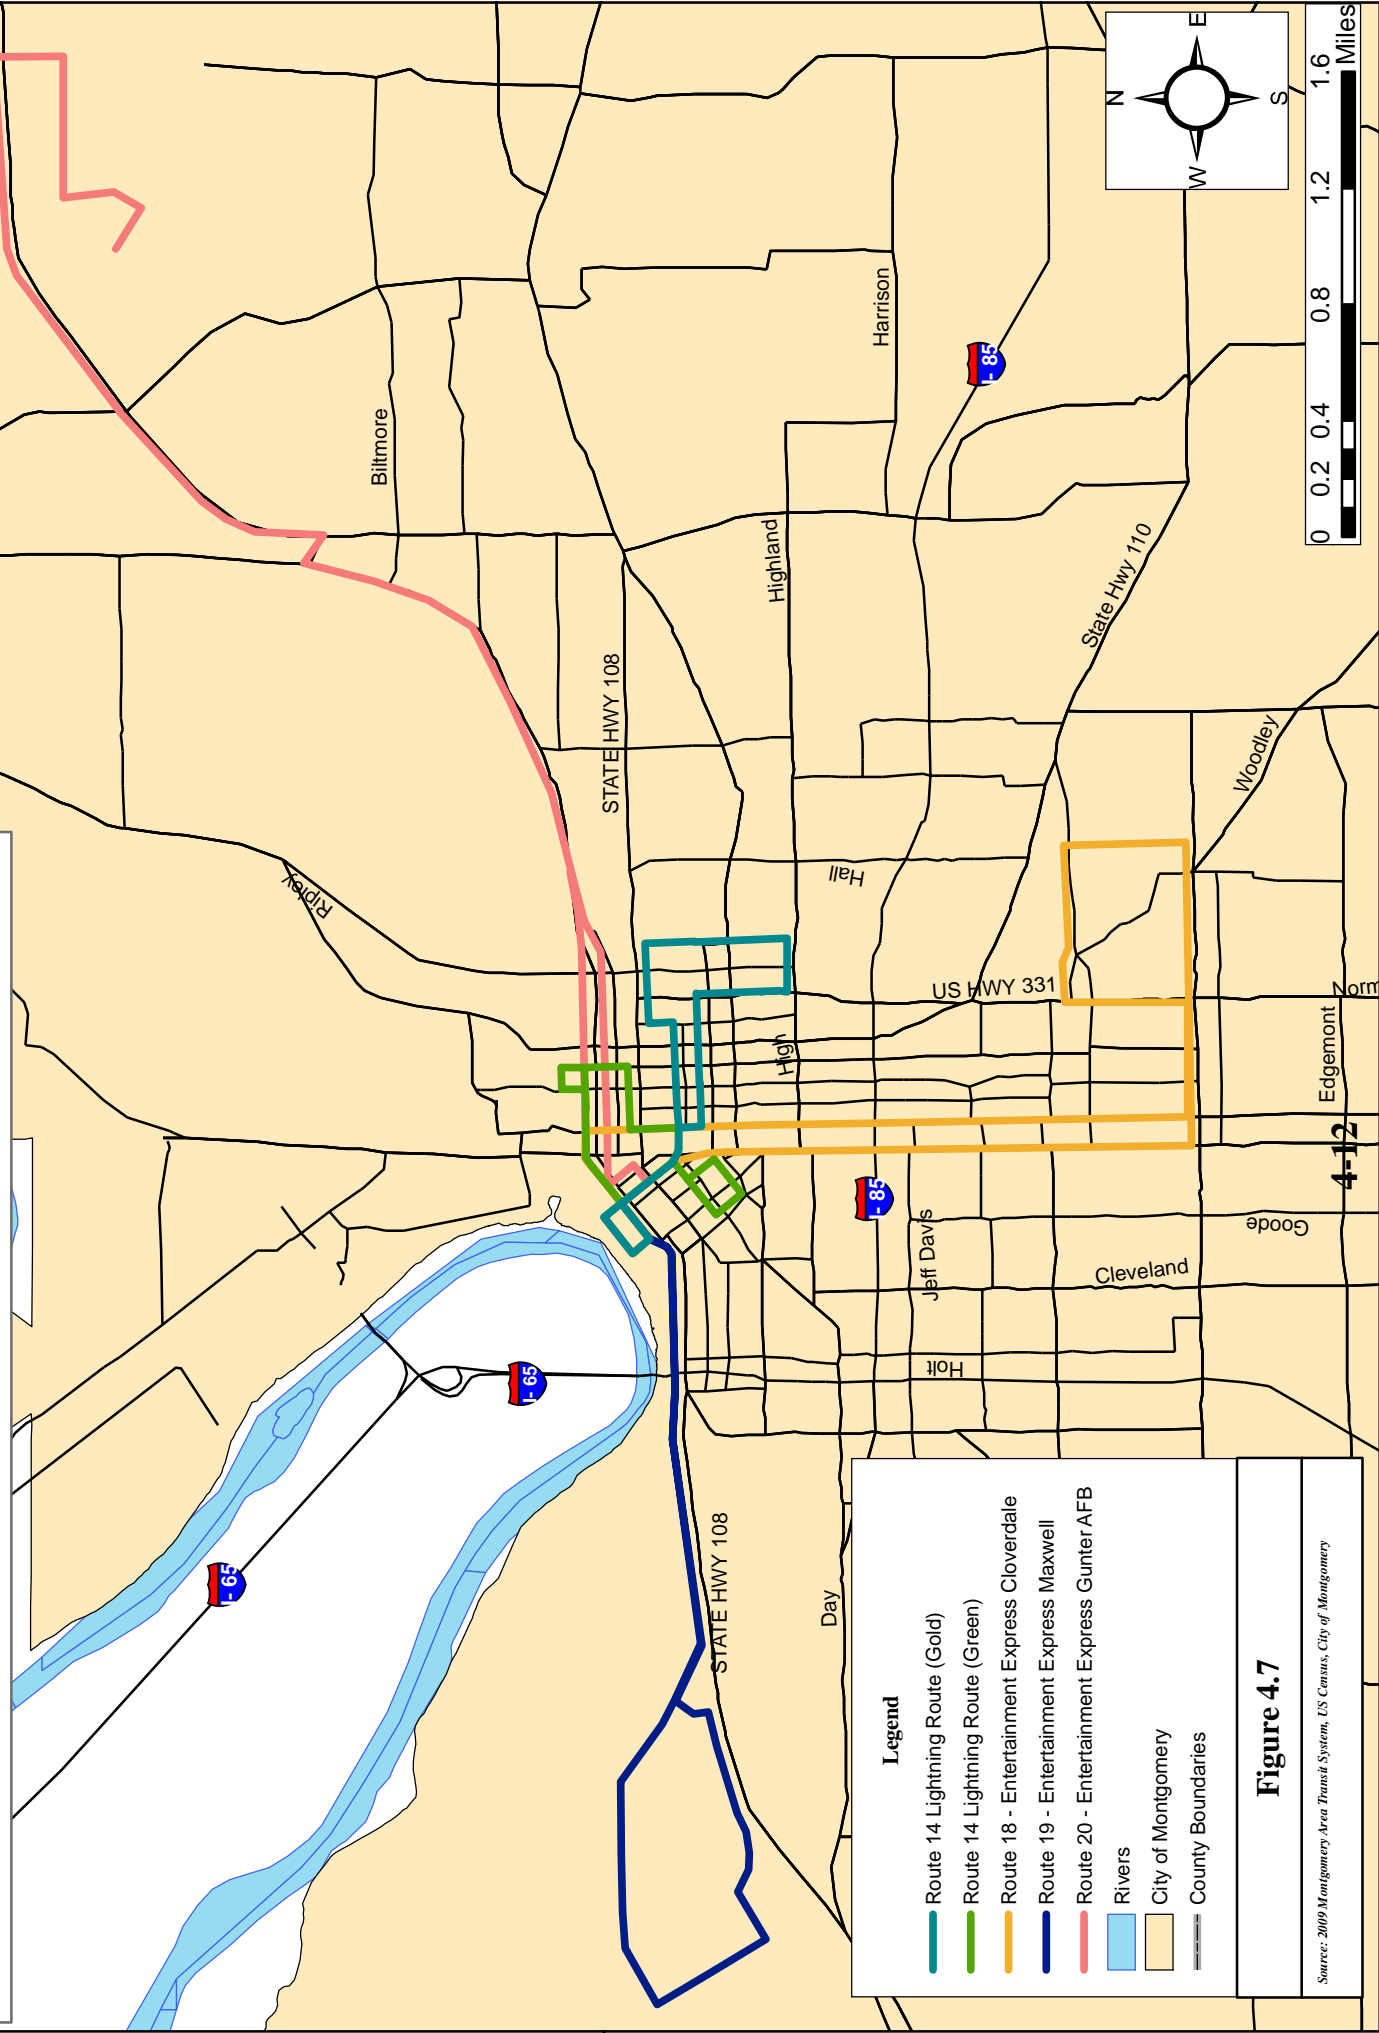 Ripley
Biltmore
STATE HWY 108
Harrison
Highland
Hall
High
I- 85
State Hwy 110
Woodley
US HWY 331
Norm
Edgemont
I- 85
Jeff Davis
Goode
Cleveland
Holt
I- 65
I- 65
STATE HWY 108
Day
N
W
E
S
0 0.2 0.4 0.8 1.2 1.6
Miles
4-12
Legend
Route 14 Lightning Route (Gold)
Route 14 Lightning Route (Green)
Route 18 - Entertainment Express Cloverdale
Route 19 - Entertainment Express Maxwell
Route 20 - Entertainment Express Gunter AFB
Rivers
City of Montgomery
County Boundaries
Figure 4.7
Source: 2009 Montgomery Area Transit System, US Census, City of Montgomery